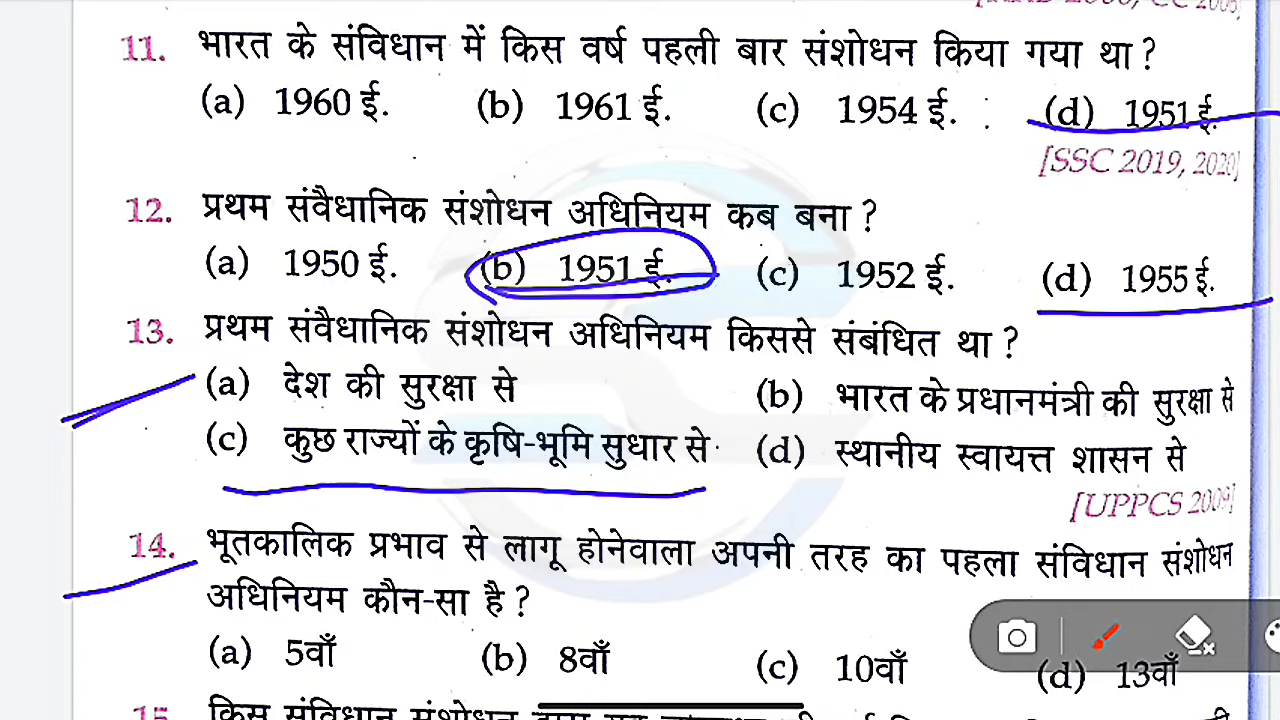 11. भारत के संविधान में किस वर्ष पहली बार संशोधन किया गया था ?
(a) 1960 ई. (b) 1961 ई. (c) 1954 ई. (d) 1951 ई.
[SSC 2019, 2020]
12. प्रथम संवैधानिक संशोधन अधिनियम कब बना ?
(a) 1950 ई. (b) 1951 ई. (c) 1952 ई. (d) 1955 ई.
13. प्रथम संवैधानिक संशोधन अधिनियम किससे संबंधित था ?
(a) देश की सुरक्षा से (b) भारत के प्रधानमंत्री की सुरक्षा से
(c) कुछ राज्यों के कृषि-भूमि सुधार से (d) स्थानीय स्वायत्त शासन से
[UPPCS 2009]
14. भूतकालिक प्रभाव से लागू होनेवाला अपनी तरह का पहला संविधान संशोधन
अधिनियम कौन-सा है ?
(a) 5वाँ (b) 8वाँ (c) 10वाँ (d) 13वाँ
15. किस संविधान संशोधन द्वारा